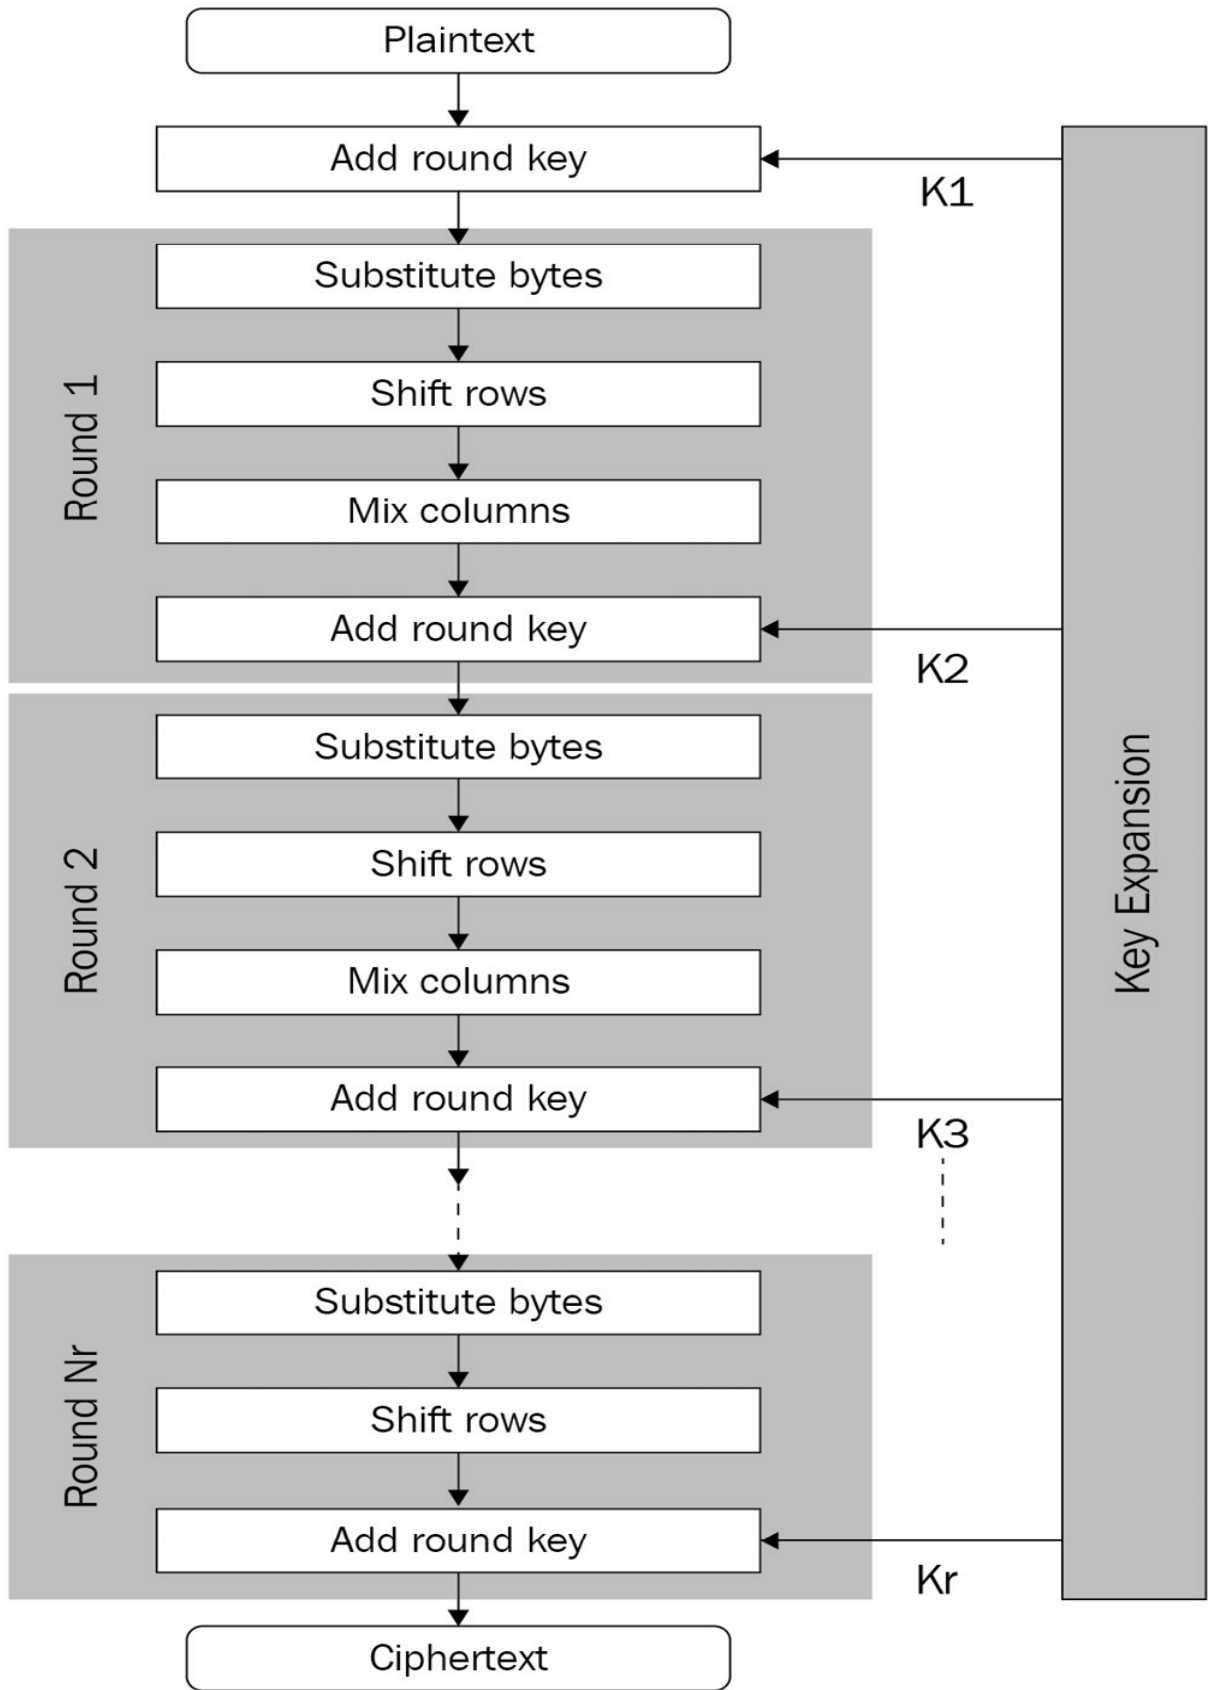 Plaintext
Add round key
K1
Substitute bytes
Shift rows
Round 1
Mix columns
Add round key
K2
Substitute bytes
Shift rows
Round 2
Mix columns
Key Expansion
Add round key
K3
Substitute bytes
Shift rows
Round Nr
Add round key
Kr
Ciphertext